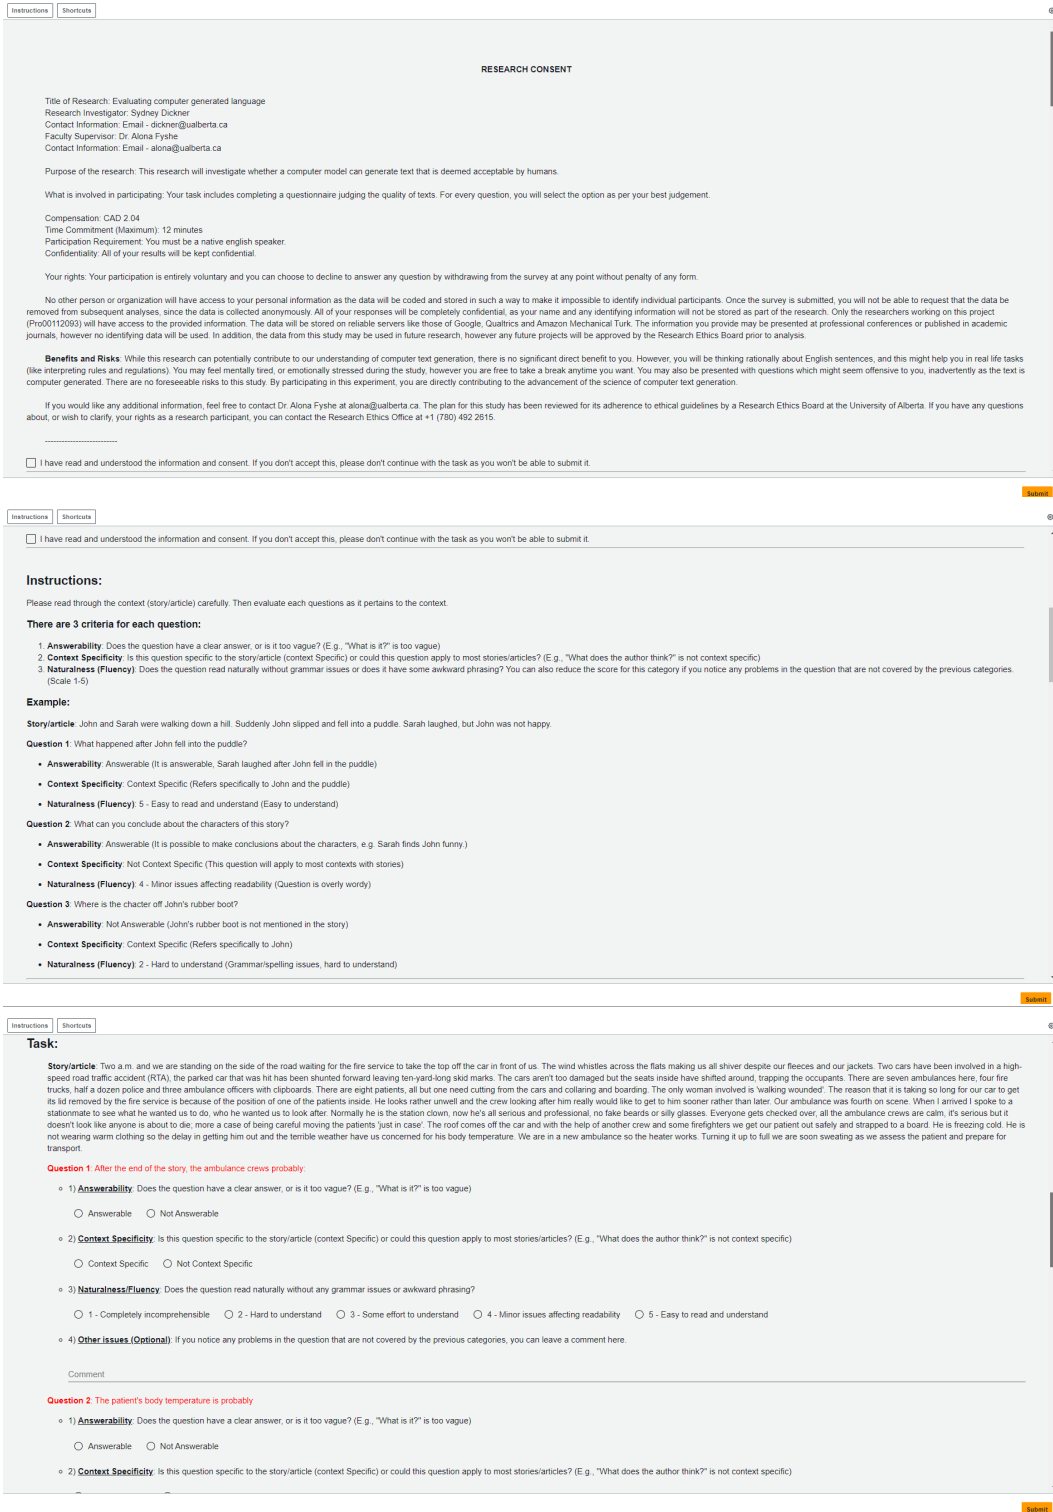 Instructions Shortcuts
RESEARCH CONSENT
Title of Research: Evaluating computer generated language
Research Investigator: Sydney Dickner
Contact Information: Email - dickner@ualberta.ca
Faculty Supervisor: Dr. Alona Fyshe
Contact Information: Email - alona@ualberta.ca
Purpose of the research: This research will investigate whether a computer model can generate text that is deemed acceptable by humans.
What is involved in participating: Your task includes completing a questionnaire judging the quality of texts. For every question, you will select the option as per your best judgement.
Compensation: CAD 2.04
Time Commitment (Maximum): 12 minutes
Participation Requirement: You must be a native english speaker.
Confidentiality: All of your results will be kept confidential.
Your rights: Your participation is entirely voluntary and you can choose to decline to answer any question by withdrawing from the survey at any point without penalty of any form.
No other person or organization will have access to your personal information as the data will be coded and stored in such a way to make it impossible to identify individual participants. Once the survey is submitted, you will not be able to request that the data be
removed from subsequent analyses, since the data is collected anonymously. All of your responses will be completely confidential, as your name and any identifying information will not be stored as part of the research. Only the researchers working on this project
(Pro00112093) will have access to the provided information. The data will be stored on reliable servers like those of Google, Qualtrics and Amazon Mechanical Turk. The information you provide may be presented at professional conferences or published in academic
journals, however no identifying data will be used. In addition, the data from this study may be used in future research, however any future projects will be approved by the Research Ethics Board prior to analysis.
Benefits and Risks: While this research can potentially contribute to our understanding of computer text generation, there is no significant direct benefit to you. However, you will be thinking rationally about English sentences, and this might help you in real life tasks
(like interpreting rules and regulations). You may feel mentally tired, or emotionally stressed during the study, however you are free to take a break anytime you want. You may also be presented with questions which might seem offensive to you, inadvertently as the text is
computer generated. There are no foreseeable risks to this study. By participating in this experiment, you are directly contributing to the advancement of the science of computer text generation.
If you would like any additional information, feel free to contact Dr. Alona Fyshe at alona@ualberta.ca. The plan for this study has been reviewed for its adherence to ethical guidelines by a Research Ethics Board at the University of Alberta. If you have any questions
about, or wish to clarify, your rights as a research participant, you can contact the Research Ethics Office at +1 (780) 492 2615.
--------------------------
I have read and understood the information and consent. If you don't accept this, please don't continue with the task as you won't be able to submit it.
Submit
Instructions Shortcuts
I have read and understood the information and consent. If you don't accept this, please don't continue with the task as you won't be able to submit it.
Instructions:
Please read through the context (story/article) carefully. Then evaluate each questions as it pertains to the context.
There are 3 criteria for each question:
1. Answerability: Does the question have a clear answer, or is it too vague? (E.g., "What is it?" is too vague)
2. Context Specificity: Is this question specific to the story/article (context Specific) or could this question apply to most stories/articles? (E.g., "What does the author think?" is not context specific)
3. Naturalness (Fluency): Does the question read naturally without grammar issues or does it have some awkward phrasing? You can also reduce the score for this category if you notice any problems in the question that are not covered by the previous categories.
(Scale 1-5)
Example:
Story/article: John and Sarah were walking down a hill. Suddenly John slipped and fell into a puddle. Sarah laughed, but John was not happy.
Question 1: What happened after John fell into the puddle?
• Answerability: Answerable (It is answerable, Sarah laughed after John fell in the puddle)
• Context Specificity: Context Specific (Refers specifically to John and the puddle)
• Naturalness (Fluency): 5 - Easy to read and understand (Easy to understand)
Question 2: What can you conclude about the characters of this story?
• Answerability: Answerable (It is possible to make conclusions about the characters, e.g. Sarah finds John funny.)
• Context Specificity: Not Context Specific (This question will apply to most contexts with stories)
• Naturalness (Fluency): 4 - Minor issues affecting readability (Question is overly wordy)
Question 3: Where is the chacter off John's rubber boot?
• Answerability: Not Answerable (John's rubber boot is not mentioned in the story)
• Context Specificity: Context Specific (Refers specifically to John)
• Naturalness (Fluency): 2 - Hard to understand (Grammar/spelling issues, hard to understand)
Submit
Instructions Shortcuts
Task:
Story/article: Two a.m. and we are standing on the side of the road waiting for the fire service to take the top off the car in front of us. The wind whistles across the flats making us all shiver despite our fleeces and our jackets. Two cars have been involved in a high-
speed road traffic accident (RTA), the parked car that was hit has been shunted forward leaving ten-yard-long skid marks. The cars aren't too damaged but the seats inside have shifted around, trapping the occupants. There are seven ambulances here, four fire
trucks, half a dozen police and three ambulance officers with clipboards. There are eight patients, all but one need cutting from the cars and collaring and boarding. The only woman involved is 'walking wounded'. The reason that it is taking so long for our car to get
its lid removed by the fire service is because of the position of one of the patients inside. He looks rather unwell and the crew looking after him really would like to get to him sooner rather than later. Our ambulance was fourth on scene. When I arrived I spoke to a
stationmate to see what he wanted us to do, who he wanted us to look after. Normally he is the station clown, now he's all serious and professional, no fake beards or silly glasses. Everyone gets checked over, all the ambulance crews are calm, it's serious but it
doesn't look like anyone is about to die; more a case of being careful moving the patients 'just in case'. The roof comes off the car and with the help of another crew and some firefighters we get our patient out safely and strapped to a board. He is freezing cold. He is
not wearing warm clothing so the delay in getting him out and the terrible weather have us concerned for his body temperature. We are in a new ambulance so the heater works. Turning it up to full we are soon sweating as we assess the patient and prepare for
transport.
Question 1: After the end of the story, the ambulance crews probably:
1) Answerability: Does the question have a clear answer, or is it too vague? (E.g., "What is it?" is too vague)
Answerable Not Answerable
2) Context Specificity: Is this question specific to the story/article (context Specific) or could this question apply to most stories/articles? (E.g., "What does the author think?" is not context specific)
Context Specific Not Context Specific
3) Naturalness/Fluency: Does the question read naturally without any grammar issues or awkward phrasing?
1 - Completely incomprehensible 2 - Hard to understand 3 - Some effort to understand 4 - Minor issues affecting readability 5 - Easy to read and understand
4) Other issues (Optional): If you notice any problems in the question that are not covered by the previous categories, you can leave a comment here.
Comment
Question 2: The patient's body temperature is probably
1) Answerability: Does the question have a clear answer, or is it too vague? (E.g., "What is it?" is too vague)
Answerable Not Answerable
2) Context Specificity: Is this question specific to the story/article (context Specific) or could this question apply to most stories/articles? (E.g., "What does the author think?" is not context specific)
Submit